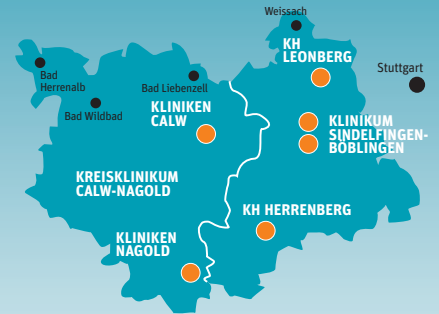 Weissach
KH
LEONBERG
Stuttgart
Bad
Herrenalb
Bad Liebenzell
Bad Wildbad
KLINIKEN
CALW
KLINIKUM
SINDELFINGEN-
BÖBLINGEN
KREISKLINIKUM
CALW-NAGOLD
KH HERRENBERG
KLINIKEN
NAGOLD